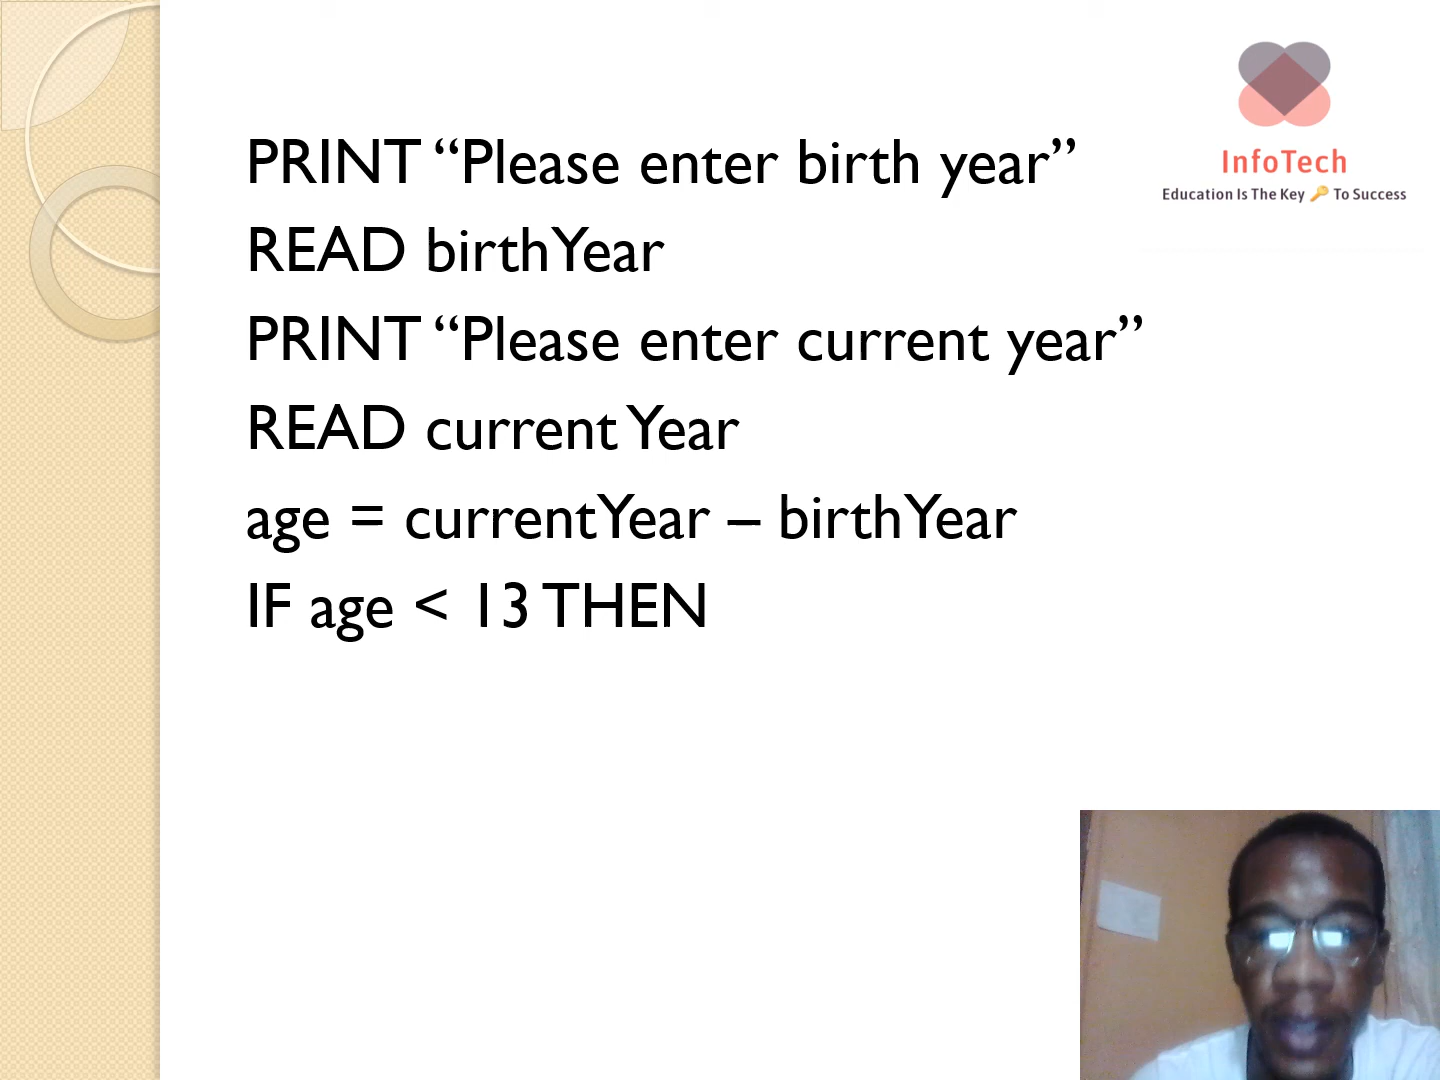 PRINT “Please enter birth year”
READ birthYear
PRINT “Please enter current year”
READ current Year
age = currentYear – birthYear
IF age < 13 THEN
InfoTech
Education Is The Key 🔑 To Success